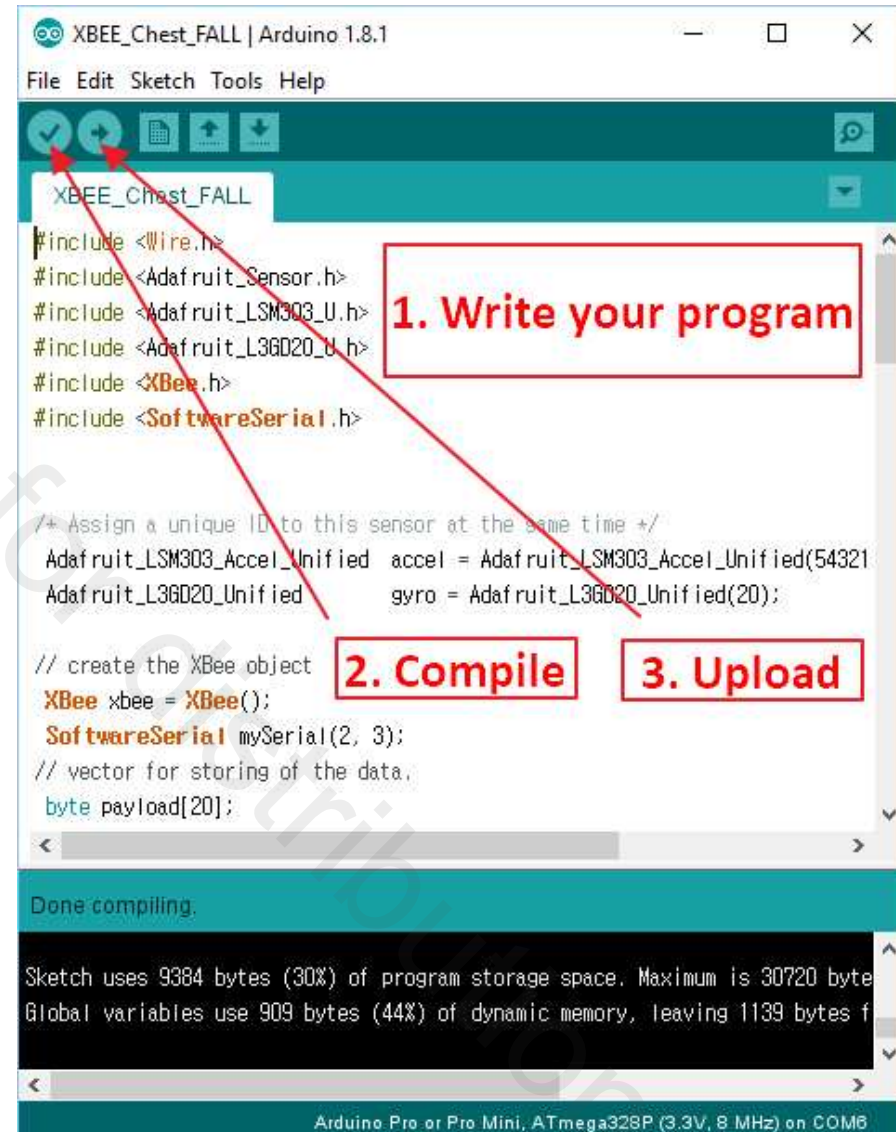 XBEE_Chest_FALL | Arduino 1.8.1
File Edit Sketch Tools Help
XBEE_Chest_FALL
#include <Wire.h>
#include <Adafruit_Sensor.h>
#include <Adafruit_LSM303_U.h>
#include <Adafruit_L3GD20_U.h>
#include <XBee.h>
#include <SoftwareSerial.h>
1. Write your program
/* Assign a unique ID to this sensor at the same time */
Adafruit_LSM303_Accel_Unified accel = Adafruit_LSM303_Accel_Unified(54321
Adafruit_L3GD20_Unified gyro = Adafruit_L3GD20_Unified(20);
// create the XBee object
XBee xbee = XBee();
SoftwareSerial mySerial(2, 3);
// vector for storing of the data.
byte payload[20];
2. Compile
3. Upload
Done compiling.
Sketch uses 9384 bytes (30%) of program storage space. Maximum is 30720 byte
Global variables use 909 bytes (44%) of dynamic memory, leaving 1139 bytes f
Arduino Pro or Pro Mini, ATmega328P (3.3V, 8 MHz) on COM6
for distribution